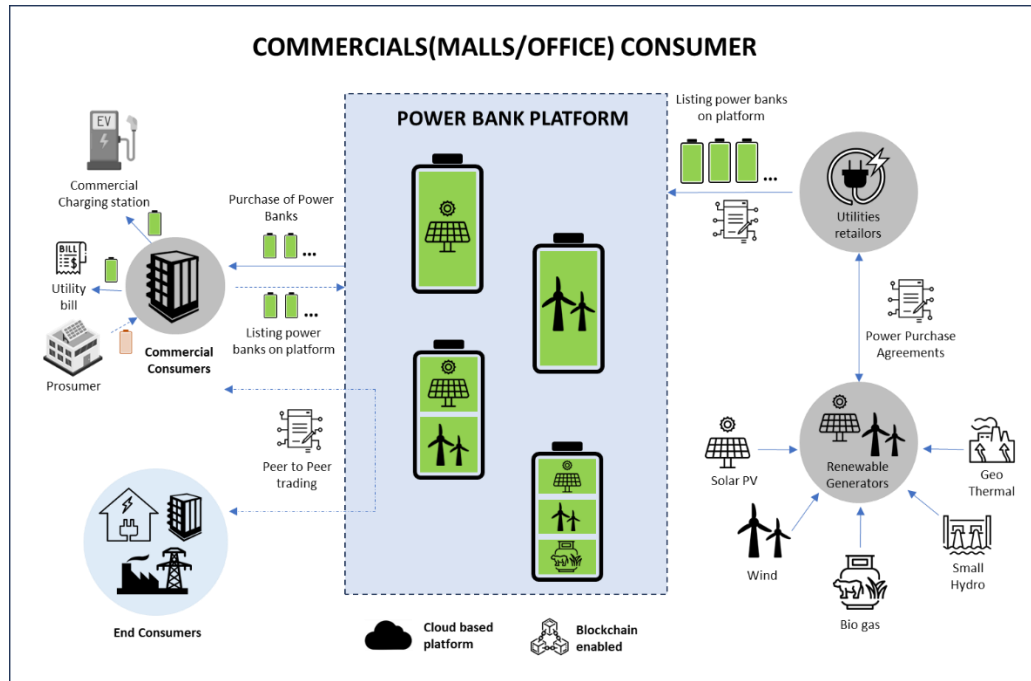 COMMERCIALS(MALLS/OFFICE) CONSUMER
POWER BANK PLATFORM
EV
Commercial
Charging station
BILL
$
Utility
bill
Prosumer
Commercial
Consumers
Purchase of Power
Banks
...
...
Listing power
banks on platform
Peer to Peer
trading
End Consumers
Cloud based
platform
Blockchain
enabled
Listing power banks
on platform
...
Utilities
retailors
Power Purchase
Agreements
Renewable
Generators
Solar PV
Wind
Bio gas
Small
Hydro
Geo
Thermal